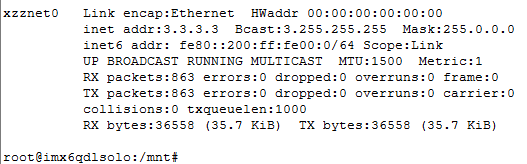 xzznet0   Link encap:Ethernet  HWaddr 00:00:00:00:00:00
          inet addr:3.3.3.3  Bcast:3.255.255.255  Mask:255.0.0.0
          inet6 addr: fe80::200:ff:fe00:0/64 Scope:Link
          UP BROADCAST RUNNING MULTICAST  MTU:1500  Metric:1
          RX packets:863 errors:0 dropped:0 overruns:0 frame:0
          TX packets:863 errors:0 dropped:0 overruns:0 carrier:0
          collisions:0 txqueuelen:1000
          RX bytes:36558 (35.7 KiB)  TX bytes:36558 (35.7 KiB)
root@imx6qdlsolo:/mnt#